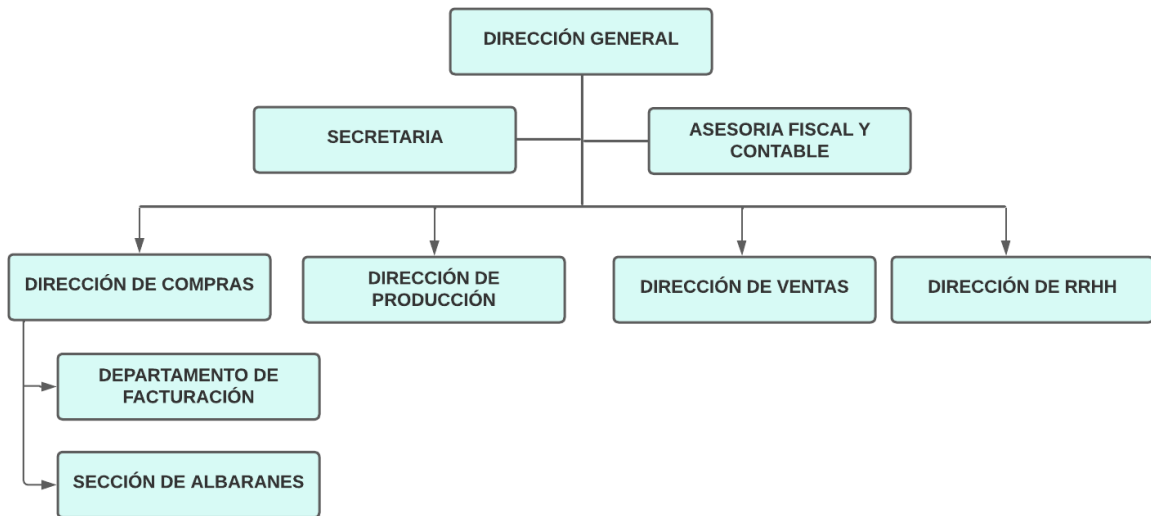 DIRECCIÓN GENERAL
SECRETARIA
ASESORIA FISCAL Y
CONTABLE
DIRECCIÓN DE COMPRAS
DIRECCIÓN DE
PRODUCCIÓN
DIRECCIÓN DE VENTAS
DIRECCIÓN DE RRHH
DEPARTAMENTO DE
FACTURACIÓN
SECCIÓN DE ALBARANES